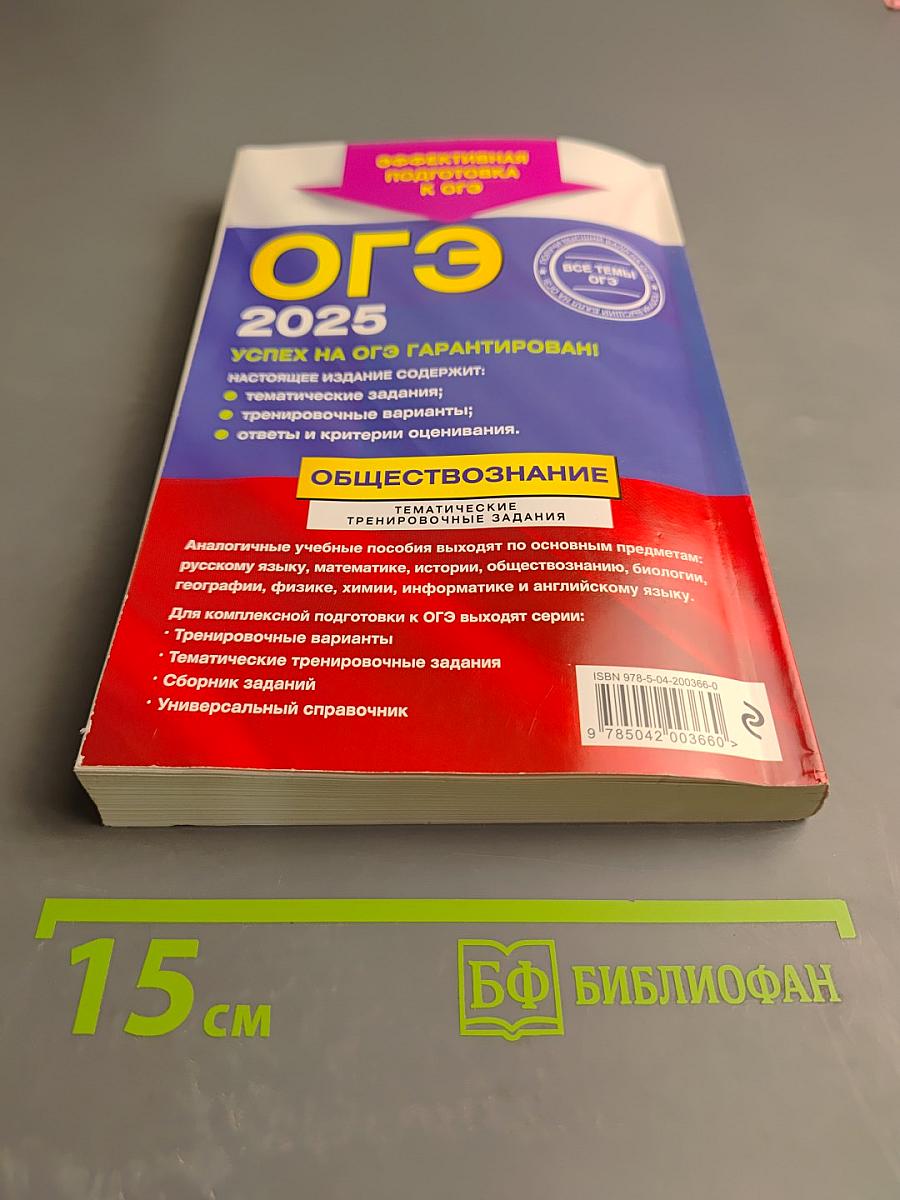 ЭФФЕКТИВНАЯ
ПОДГОТОВКА
К ОГЭ
ОГЭ
2025
ВСЕ ТЕМЫ
ОГЭ
УСПЕХ НА ОГЭ ГАРАНТИРОВАН!
НАСТОЯЩЕЕ ИЗДАНИЕ СОДЕРЖИТ:
тематические задания;
тренировочные варианты;
ответы и критерии оценивания.
ОБЩЕСТВОЗНАНИЕ
ТЕМАТИЧЕСКИЕ
ТРЕНИРОВОЧНЫЕ ЗАДАНИЯ
Аналогичные учебные пособия выходят по основным предметам:
русскому языку, математике, истории, обществознанию, биологии,
географии, физике, химии, информатике и английскому языку.
Для комплексной подготовки к ОГЭ выходят серии:
· Тренировочные варианты
· Тематические тренировочные задания
· Сборник заданий
· Универсальный справочник
ISBN 978-5-04-200366-0
9 785042 003660 >
15 см
БФ БИБЛИОФАН